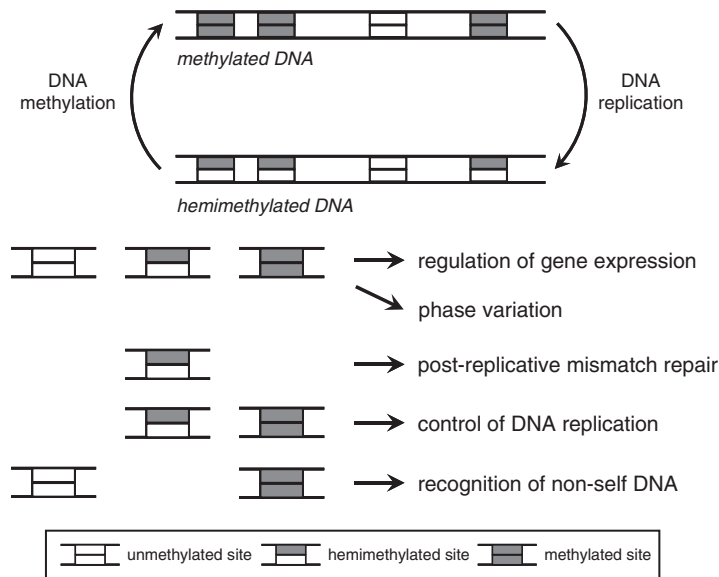 methylated DNA
DNA
methylation
DNA
replication
hemimethylated DNA
regulation of gene expression
phase variation
post-replicative mismatch repair
control of DNA replication
recognition of non-self DNA
unmethylated site
hemimethylated site
methylated site